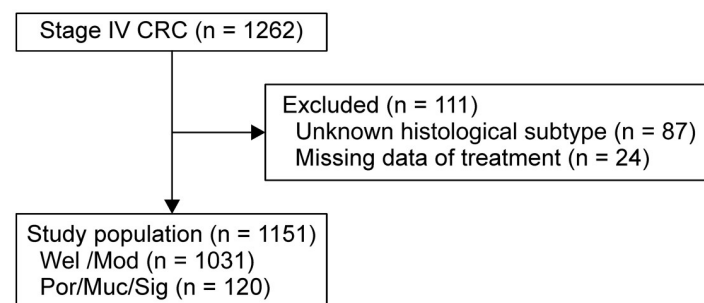 Stage IV CRC (n = 1262)
Excluded (n = 111)
Unknown histological subtype (n = 87)
Missing data of treatment (n = 24)
Study population (n = 1151)
Wel /Mod (n = 1031)
Por/Muc/Sig (n = 120)